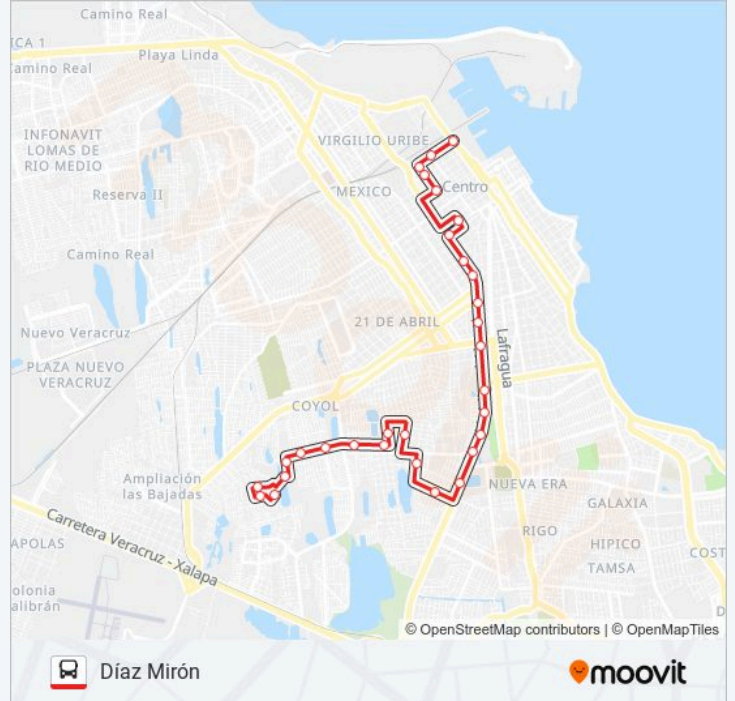 Camino Real
ICA 1
Playa Linda
Camino Real
INFONAVIT
LOMAS DE
RIO MEDIO
VIRGILIO URIBE
Reserva II
MEXICO
Centro
Camino Real
21 DE ABRIL
Nuevo Veracruz
Lafragua
PLAZA NUEVO
VERACRUZ
COYOL
Ampliación
las Bajadas
NUEVA ERA
GALAXIA
Carretera Veracruz - Xalapa
APOLAS
RIGO
HIPICO
COST
TAMSA
olonia
alibrán
D
© OpenStreetMap contributors | © OpenMapTiles
Díaz Mirón
moovit